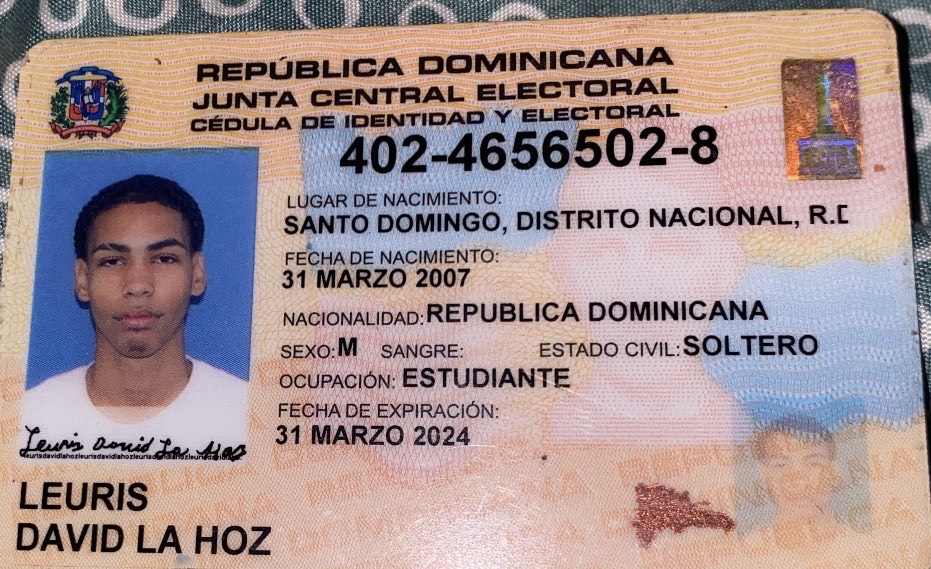 REPÚBLICA DOMINICANA
JUNTA CENTRAL ELECTORAL
CÉDULA DE IDENTIDAD Y ELECTORAL
402-4656502-8
LUGAR DE NACIMIENTO:
SANTO DOMINGO, DISTRITO NACIONAL, R.D
FECHA DE NACIMIENTO:
31 MARZO 2007
NACIONALIDAD: REPUBLICA DOMINICANA
SEXO: M SANGRE: ESTADO CIVIL: SOLTERO
OCUPACIÓN: ESTUDIANTE
FECHA DE EXPIRACIÓN:
31 MARZO 2024
Leuris David La Hoz
LEURIS
DAVID LA HOZ